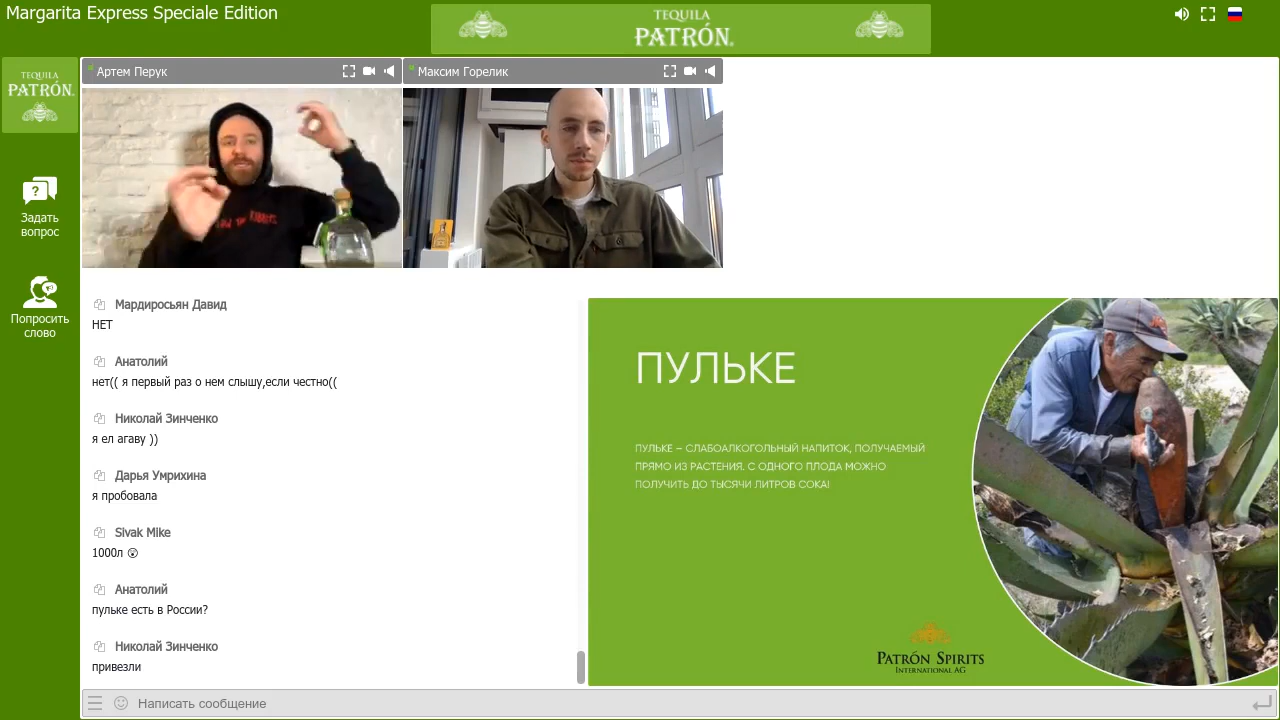 Margarita Express Speciale Edition
TEQUILA
PATRÓN.
TEQUILA
PATRÓN.
Задать
вопрос
Попросить
слово
Артем Перук
Максим Горелик
Мардиросьян Давид
НЕТ
Анатолий
нет(( я первый раз о нем слышу,если честно((
Николай Зинченко
я ел агаву ))
Дарья Умрихина
я пробовала
Sivak Mike
1000л 😲
Анатолий
пульке есть в России?
Николай Зинченко
привезли
Написать сообщение
ПУЛЬКЕ
ПУЛЬКЕ – СЛАБОАЛКОГОЛЬНЫЙ НАПИТОК, ПОЛУЧАЕМЫЙ
ПРЯМО ИЗ РАСТЕНИЯ. С ОДНОГО ПЛОДА МОЖНО
ПОЛУЧИТЬ ДО ТЫСЯЧИ ЛИТРОВ СОКА!
PATRÓN SPIRITS
INTERNATIONAL AG